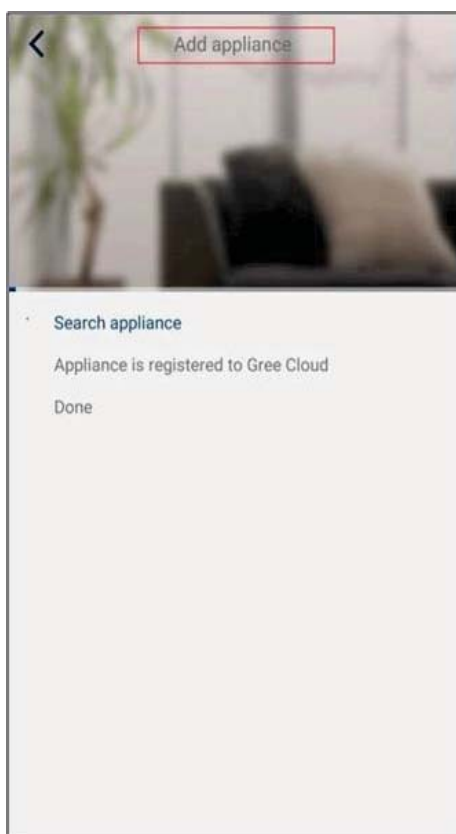 Add appliance
Search appliance
Appliance is registered to Gree Cloud
Done